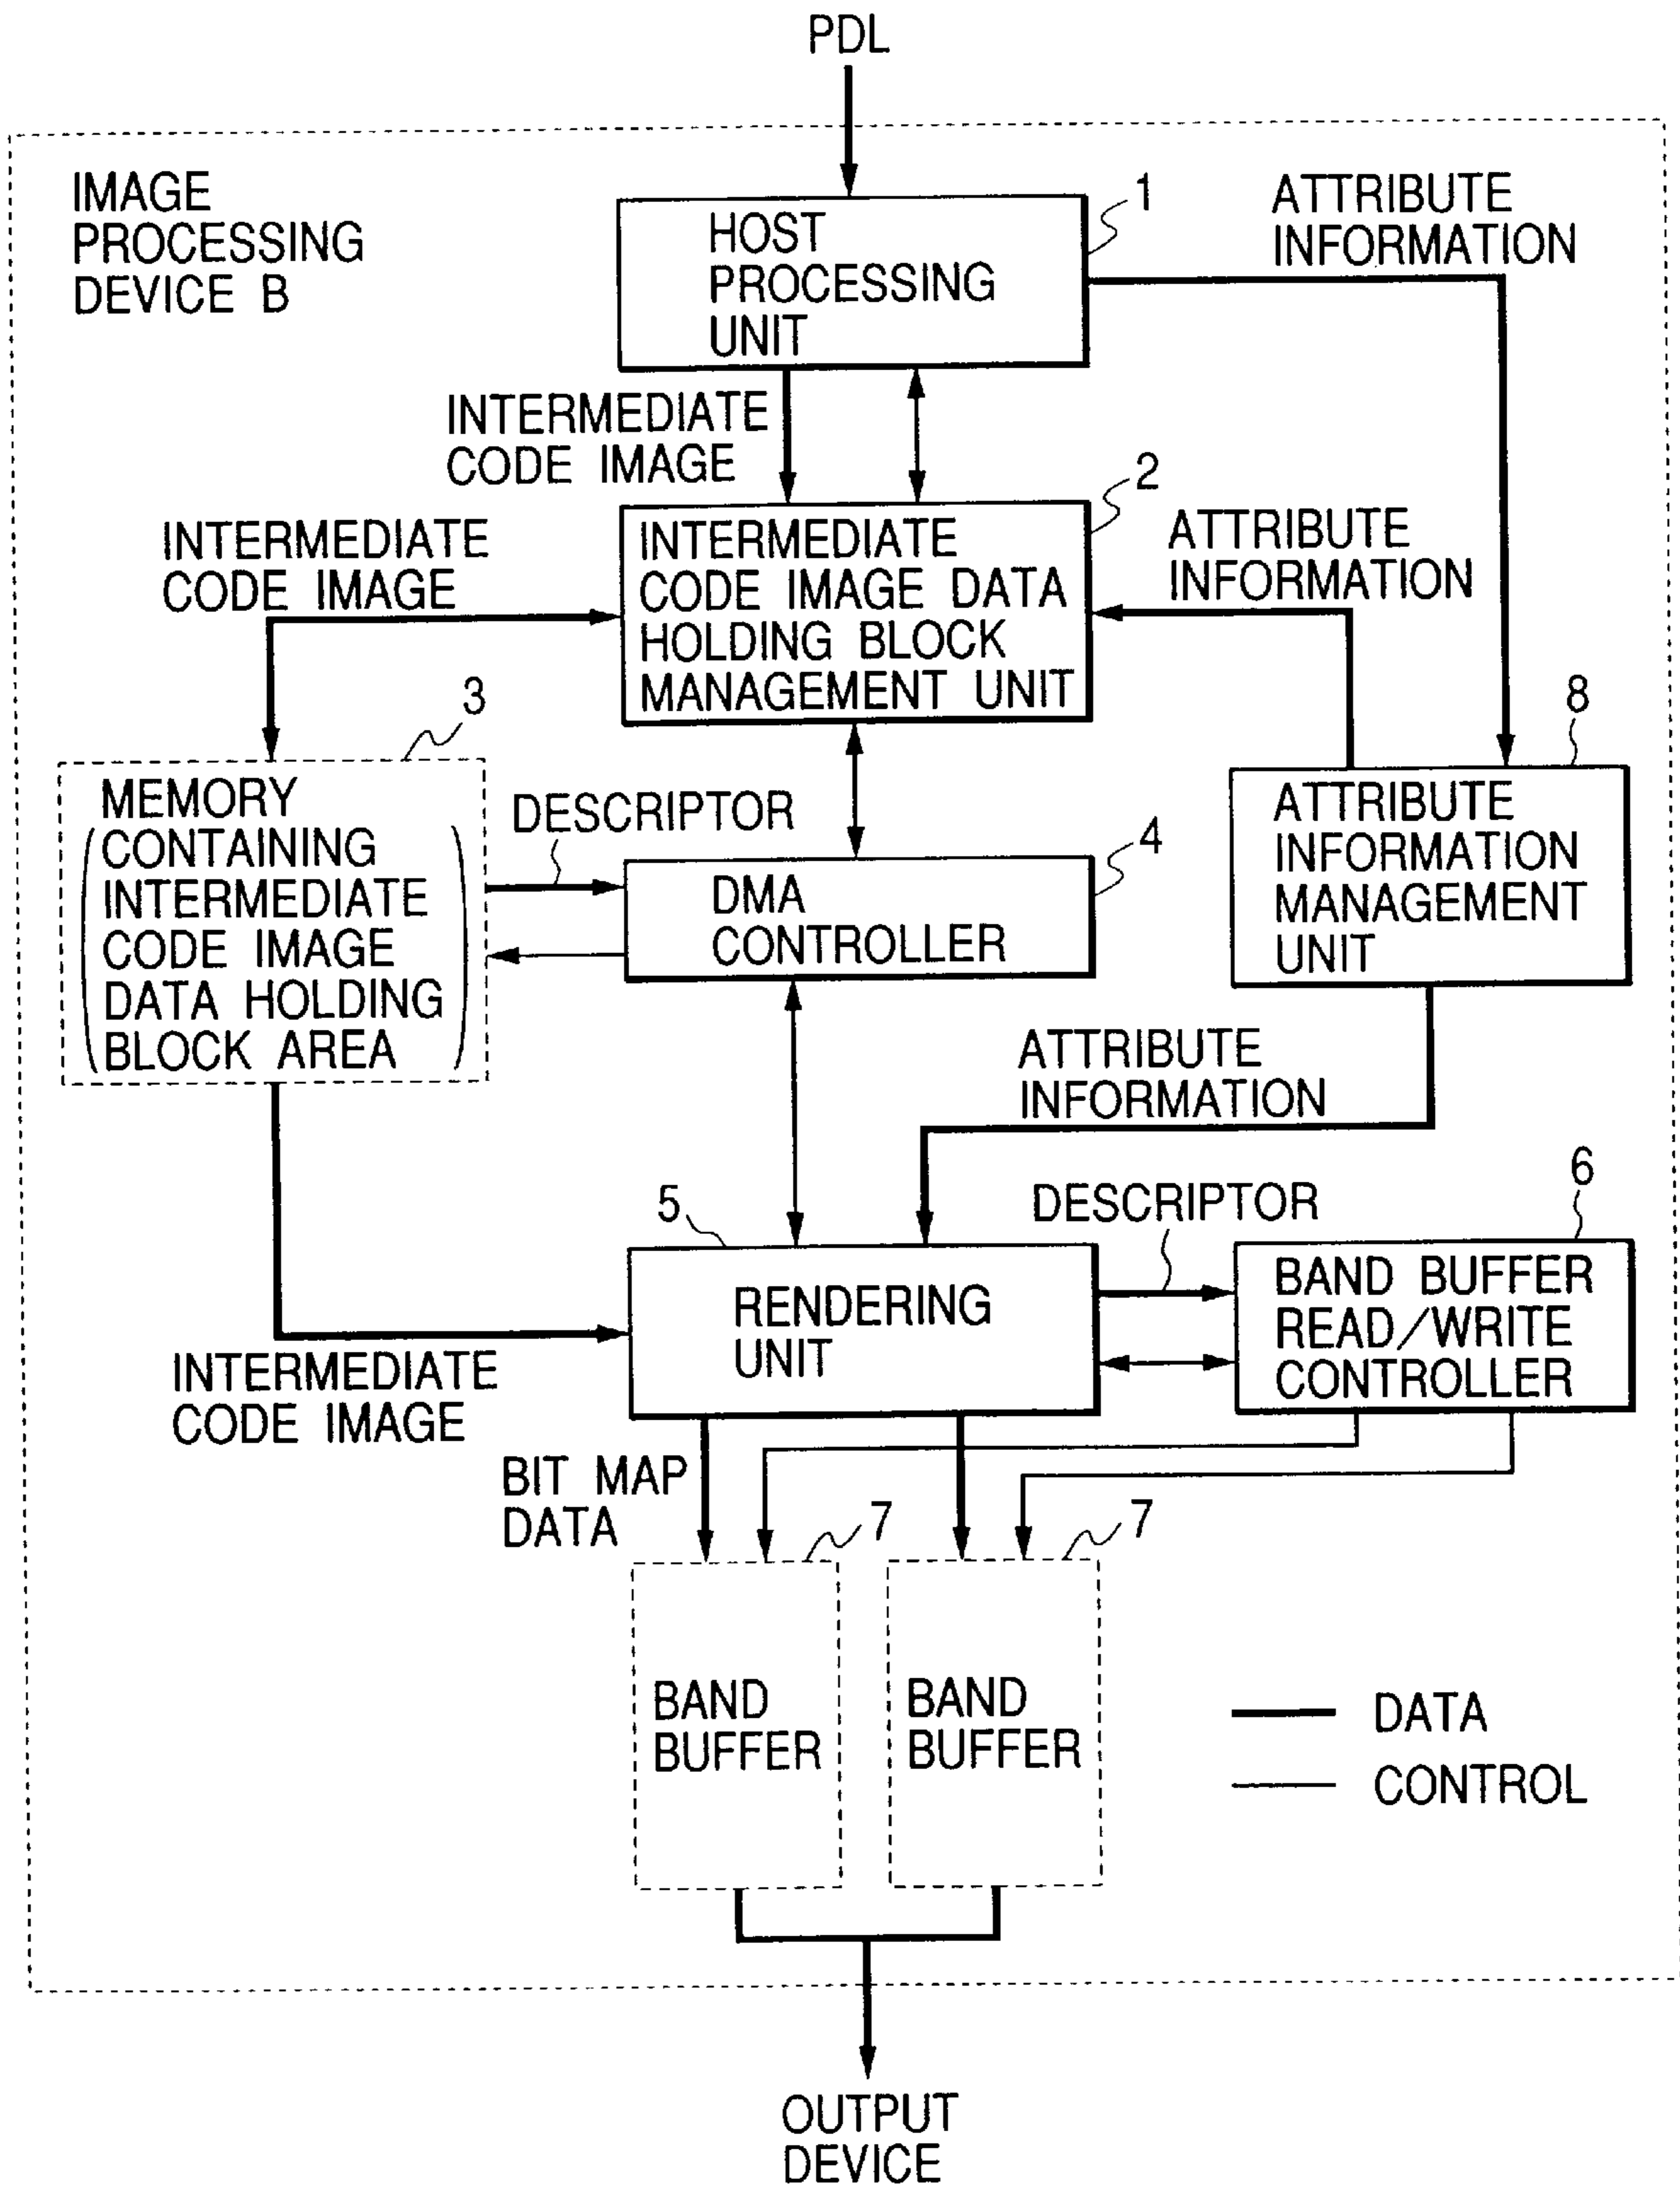 PDL
IMAGE
PROCESSING
DEVICE B
1
HOST
PROCESSING
UNIT
ATTRIBUTE
INFORMATION
INTERMEDIATE
CODE IMAGE
2
INTERMEDIATE
CODE IMAGE
INTERMEDIATE
CODE IMAGE DATA
HOLDING BLOCK
MANAGEMENT UNIT
ATTRIBUTE
INFORMATION
3
8
MEMORY
CONTAINING
INTERMEDIATE
CODE IMAGE
DATA HOLDING
BLOCK AREA
DESCRIPTOR
4
DMA
CONTROLLER
ATTRIBUTE
INFORMATION
MANAGEMENT
UNIT
ATTRIBUTE
INFORMATION
5
DESCRIPTOR
6
RENDERING
UNIT
BAND BUFFER
READ/WRITE
CONTROLLER
INTERMEDIATE
CODE IMAGE
BIT MAP
DATA
7
7
BAND
BUFFER
BAND
BUFFER
DATA
CONTROL
OUTPUT
DEVICE